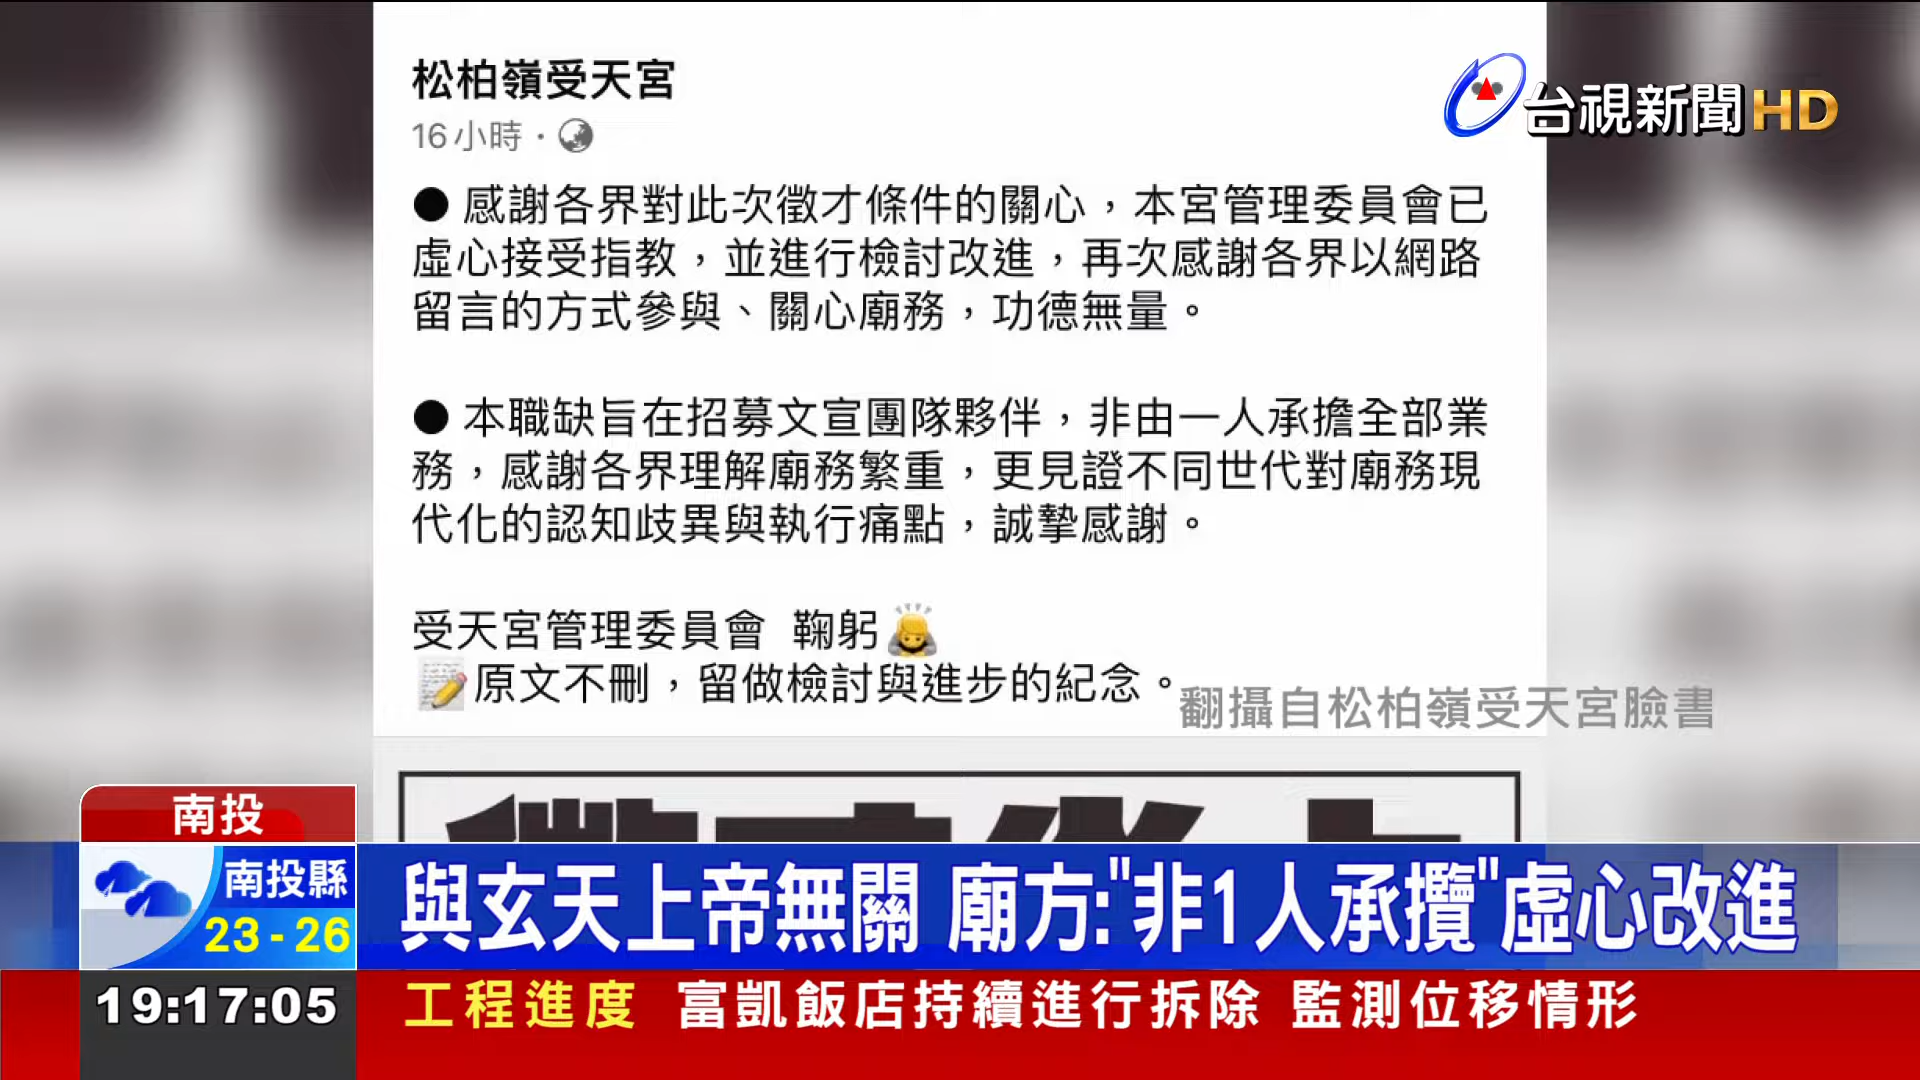 松柏嶺受天宮
16小時·
台視新聞HD
● 感謝各界對此次徵才條件的關心，本宮管理委員會已
虛心接受指教，並進行檢討改進，再次感謝各界以網路
留言的方式參與、關心廟務，功德無量。
● 本職缺旨在招募文宣團隊夥伴，非由一人承擔全部業
務，感謝各界理解廟務繁重，更見證不同世代對廟務現
代化的認知歧異與執行痛點，誠摯感謝。
受天宮管理委員會 鞠躬🙇
📝原文不刪，留做檢討與進步的紀念。
翻攝自松柏嶺受天宮臉書
南投
南投縣
23-26
與玄天上帝無關 廟方:"非1人承攬"虛心改進
19:17:05
工程進度 富凱飯店持續進行拆除 監測位移情形